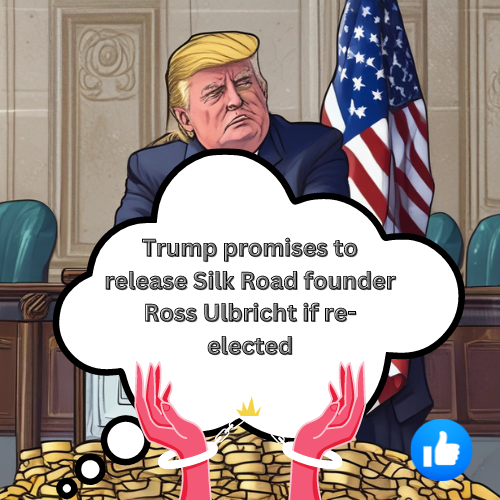 Trump promises to
release Silk Road founder
Ross Ulbricht if re-
elected